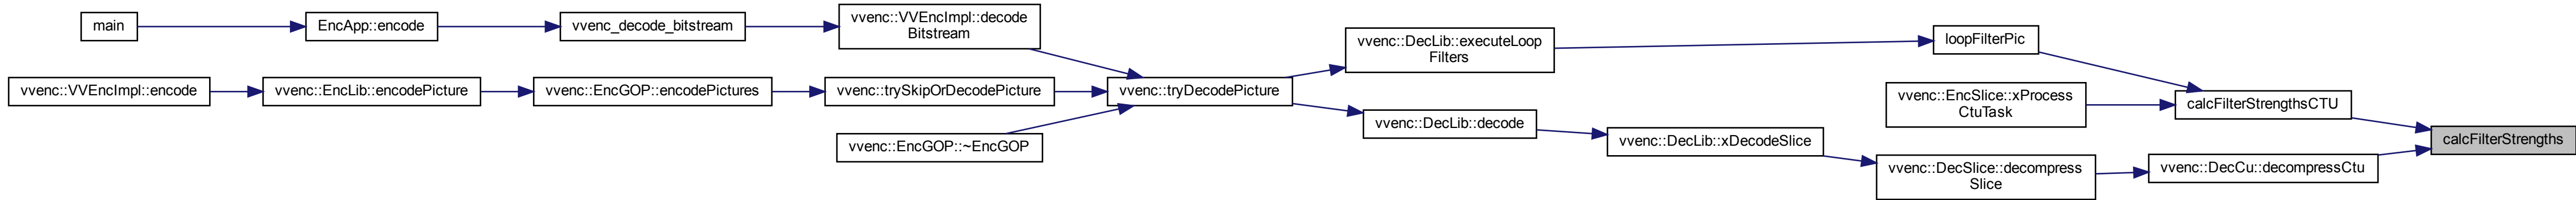 main
EncApp::encode
vvenc_decode_bitstream
vvenc::VVEncImpl::decode
Bitstream
vvenc::VVEncImpl::encode
vvenc::EncLib::encodePicture
vvenc::EncGOP::encodePictures
vvenc::trySkipOrDecodePicture
vvenc::EncGOP::~EncGOP
vvenc::tryDecodePicture
vvenc::DecLib::executeLoop
Filters
vvenc::DecLib::decode
vvenc::DecLib::xDecodeSlice
loopFilterPic
vvenc::EncSlice::xProcess
CtuTask
vvenc::DecSlice::decompress
Slice
calcFilterStrengthsCTU
vvenc::DecCu::decompressCtu
calcFilterStrengths